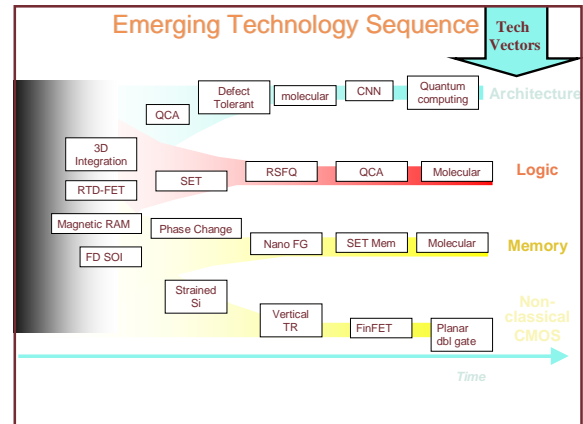 Emerging Technology Sequence
Tech
Vectors
Defect
Tolerant
molecular
CNN
Quantum
computing
Architecture
QCA
3D
Integration
RTD-FET
SET
RSFQ
QCA
Molecular
Logic
Magnetic RAM
Phase Change
Nano FG
SET Mem
Molecular
Memory
FD SOI
Strained
Si
Vertical
TR
FinFET
Planar
dbl gate
Non-
classical
CMOS
Time